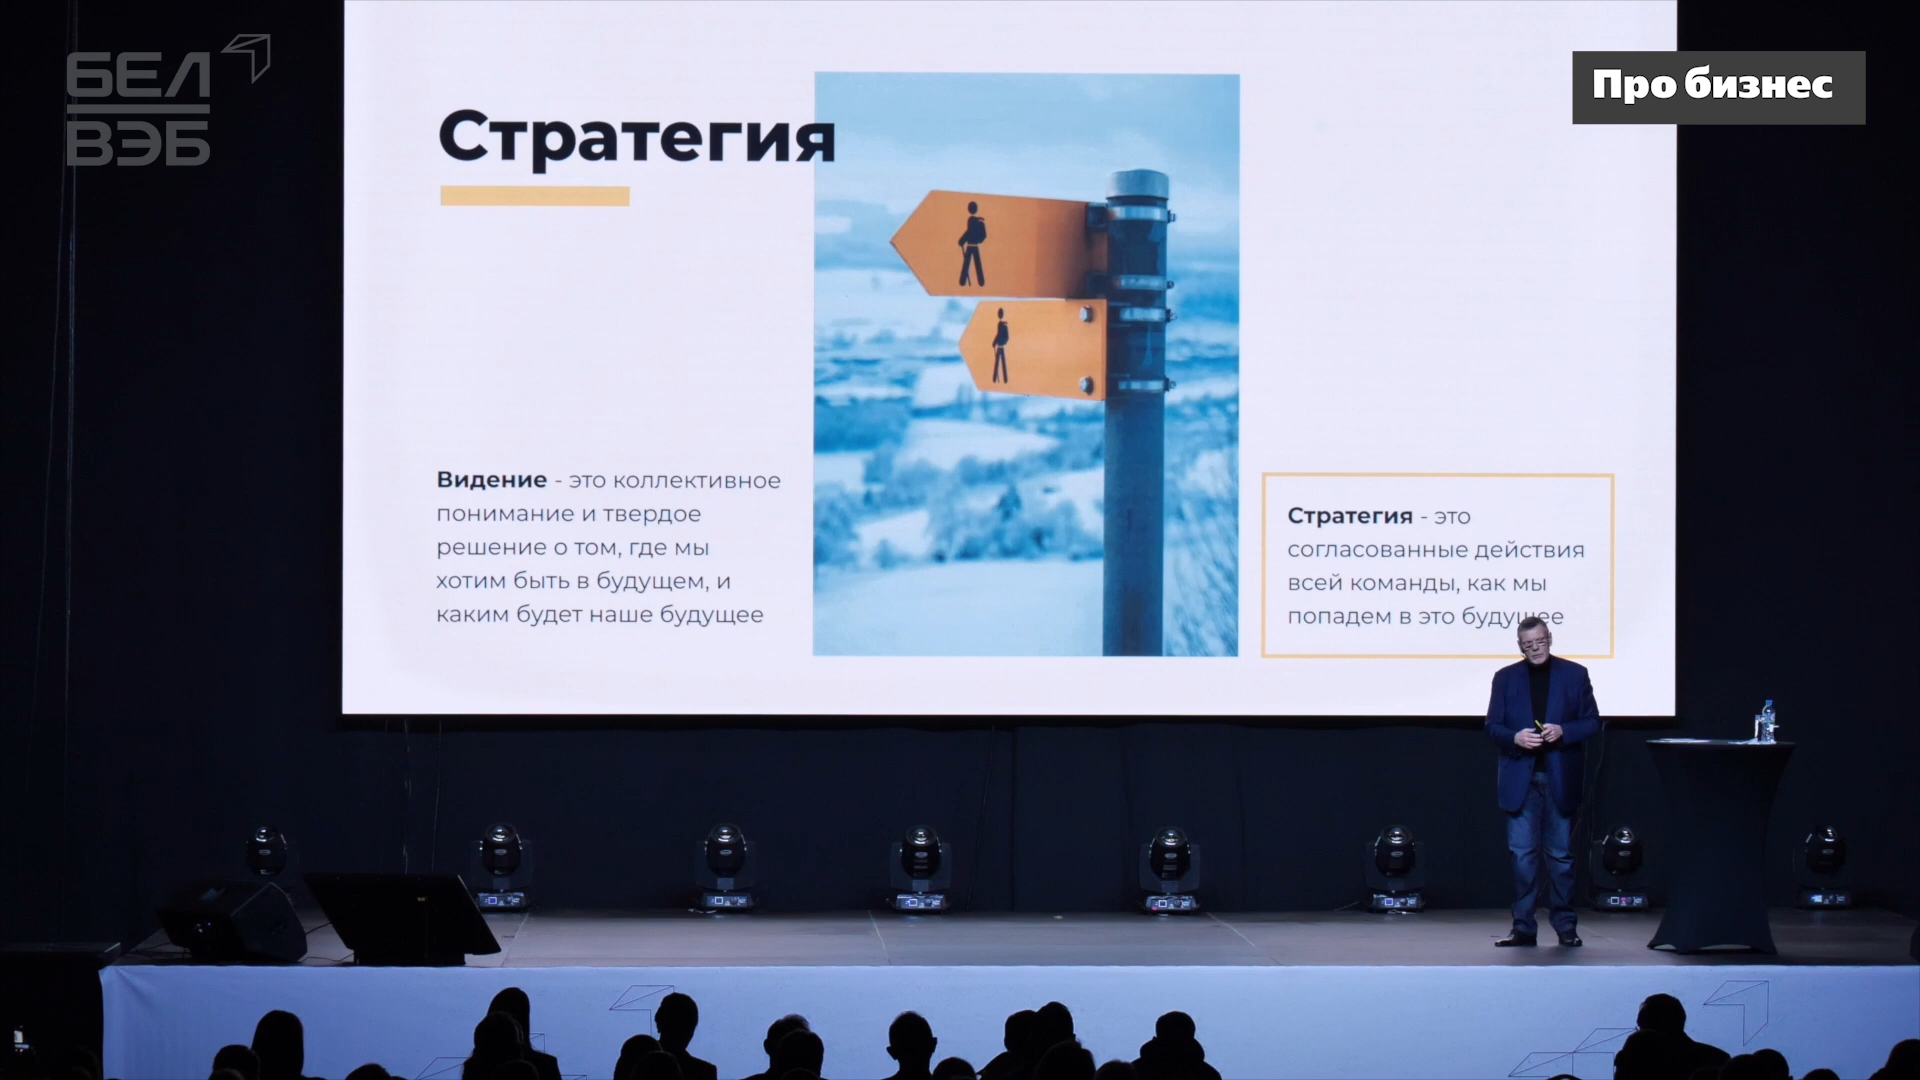 БЕЛ
ВЭБ
Про бизнес
Стратегия
Видение - это коллективное
понимание и твердое
решение о том, где мы
хотим быть в будущем, и
каким будет наше будущее
Стратегия - это
согласованные действия
всей команды, как мы
попадем в это будущее